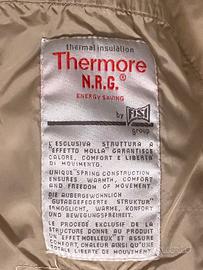 thermal insulation
Thermore
N.R.G.®
ENERGY SAVING
by FISI
group
L'ESCLUSIVA STRUTTURA A
"EFFETTO MOLLA" GARANTISCE
CALORE, COMFORT E LIBERTÀ
DI MOVIMENTO.
UNIQUE SPRING CONSTRUCTION
ENSURES, WARMTH, COMFORT
AND FREEDOM OF MOVEMENT.
DIE AUßERGEWÖHNLICH
GUTABGEFEDERTE STRUKTUR
ERMÖGLICHT, WÄRME, KONFORT
UND BEWEGUNGSFREIHEIT.
LE PROCÉDÉ EXCLUSIF DE LA
STRUCTURE DONNE AU PRODUIT
UN EFFET MOELLEUX ET ASSURE
CONFORT, CHALEUR AINSI QU'UNE
TOTALE LIBERTÉ DE MOUVEMENT.